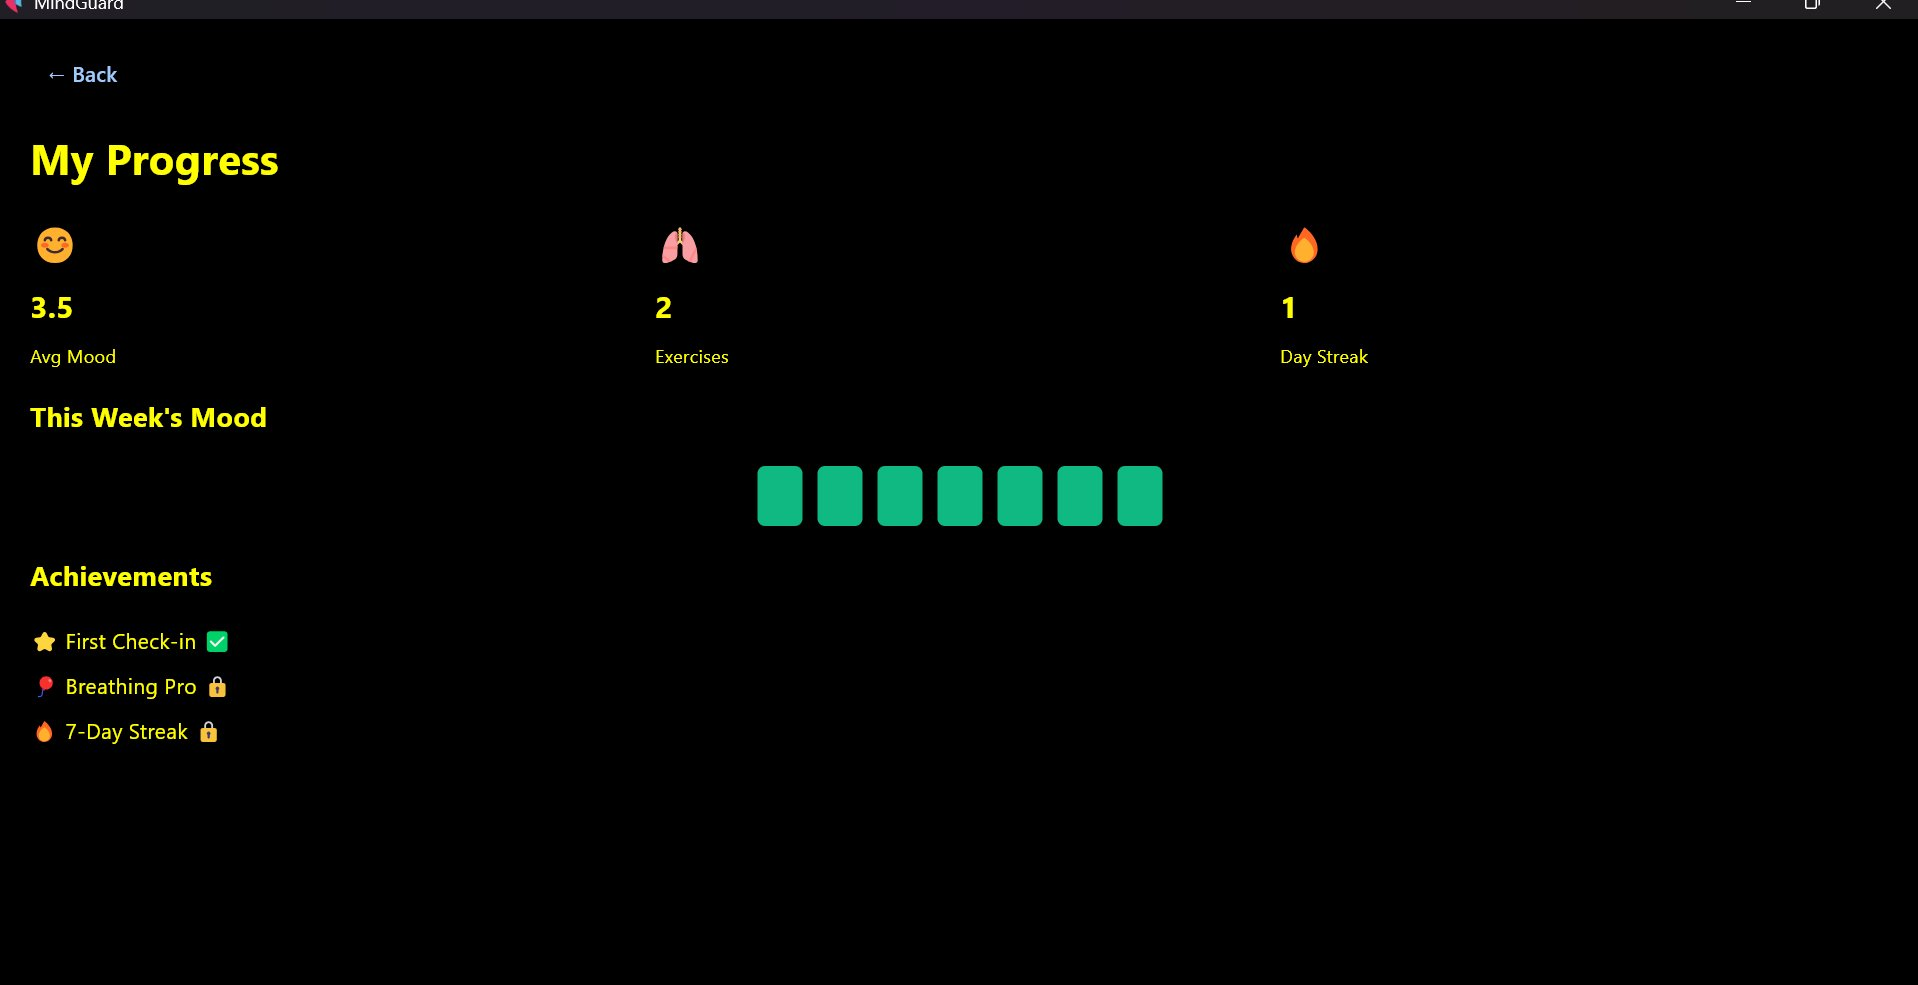 MindGuard
← Back
My Progress
3.5
2
1
Avg Mood
Exercises
Day Streak
This Week's Mood
Achievements
First Check-in
Breathing Pro
7-Day Streak